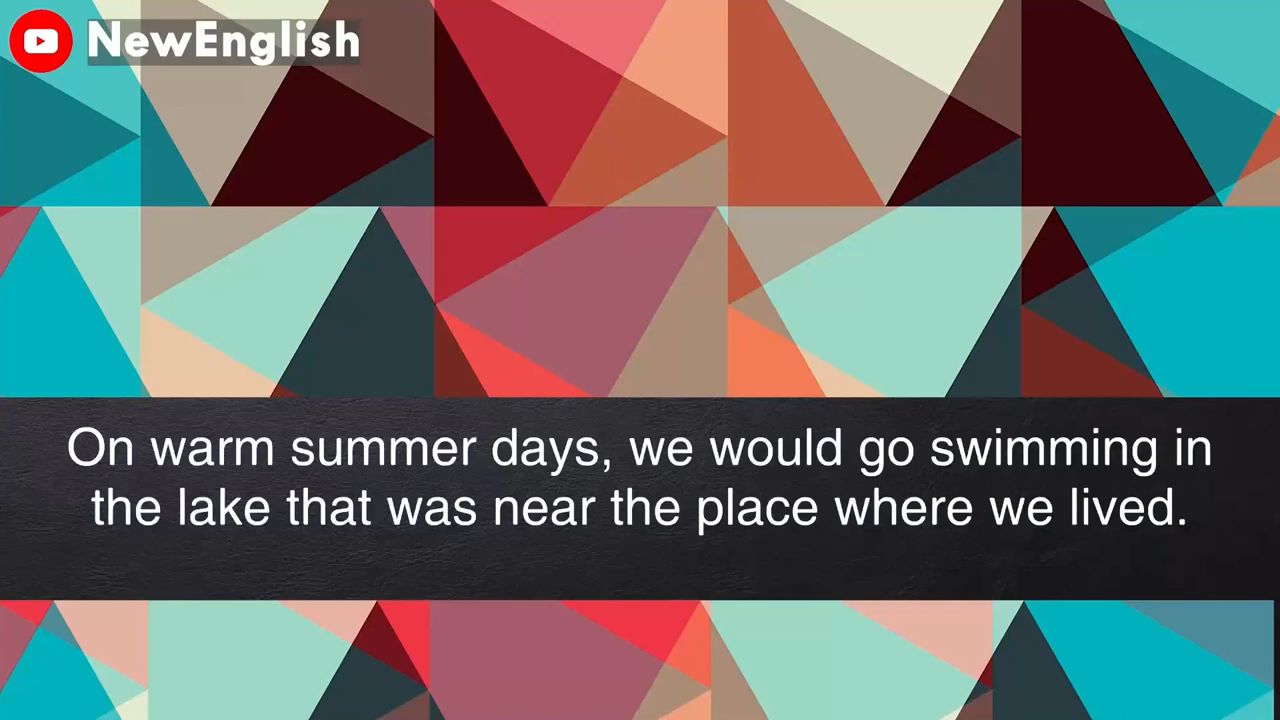 NewEnglish
On warm summer days, we would go swimming in
the lake that was near the place where we lived.